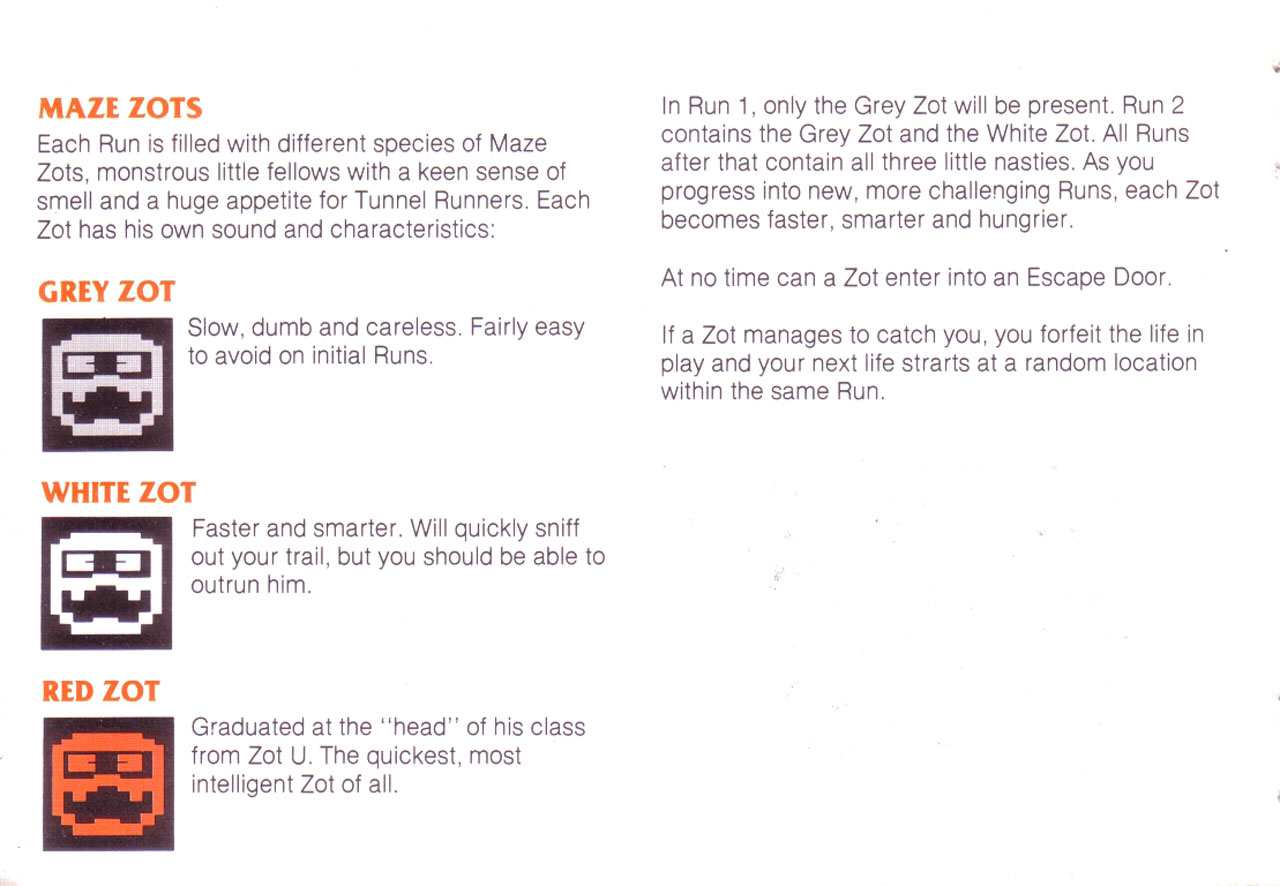 MAZE ZOTS
Each Run is filled with different species of Maze
Zots, monstrous little fellows with a keen sense of
smell and a huge appetite for Tunnel Runners. Each
Zot has his own sound and characteristics:
GREY ZOT
Slow, dumb and careless. Fairly easy
to avoid on initial Runs.
WHITE ZOT
Faster and smarter. Will quickly sniff
out your trail, but you should be able to
outrun him.
RED ZOT
Graduated at the "head" of his class
from Zot U. The quickest, most
intelligent Zot of all.
In Run 1, only the Grey Zot will be present. Run 2
contains the Grey Zot and the White Zot. All Runs
after that contain all three little nasties. As you
progress into new, more challenging Runs, each Zot
becomes faster, smarter and hungrier.
At no time can a Zot enter into an Escape Door.
If a Zot manages to catch you, you forfeit the life in
play and your next life strarts at a random location
within the same Run.